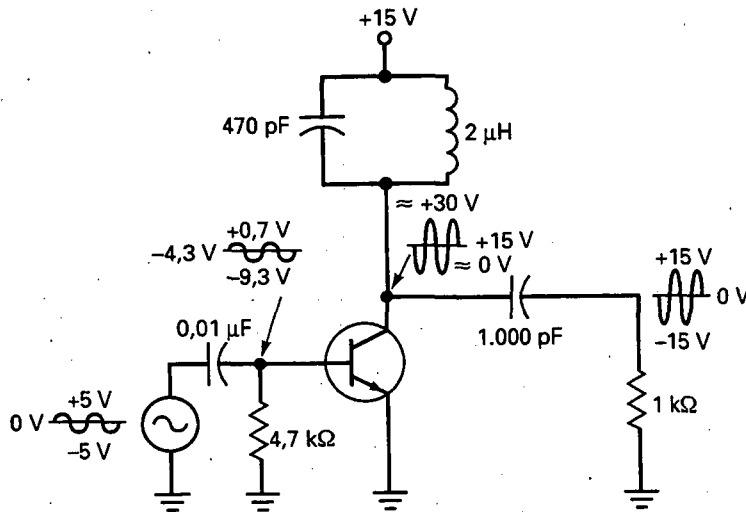 +15 V
470 pF
2 μH
≈ +30 V
+0,7 V
-4,3 V
-9,3 V
+15 V
≈ 0 V
+15 V
0 V
-15 V
0,01 μF
1.000 pF
+5 V
0 V
-5 V
4,7 kΩ
1 kΩ